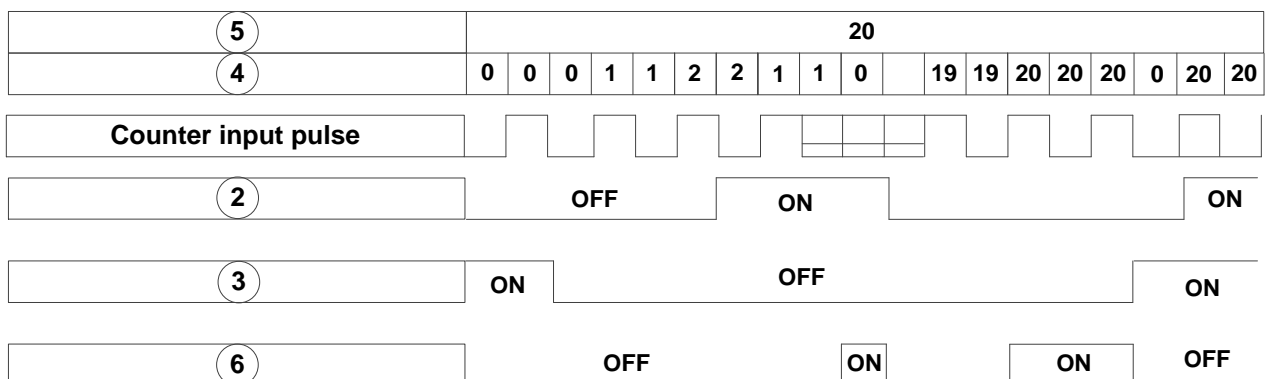 5 20
4 0 0 0 1 1 2 2 1 1 0 19 19 20 20 20 0 20 20
Counter input pulse
2 OFF ON ON
3 ON OFF ON
6 OFF ON ON OFF